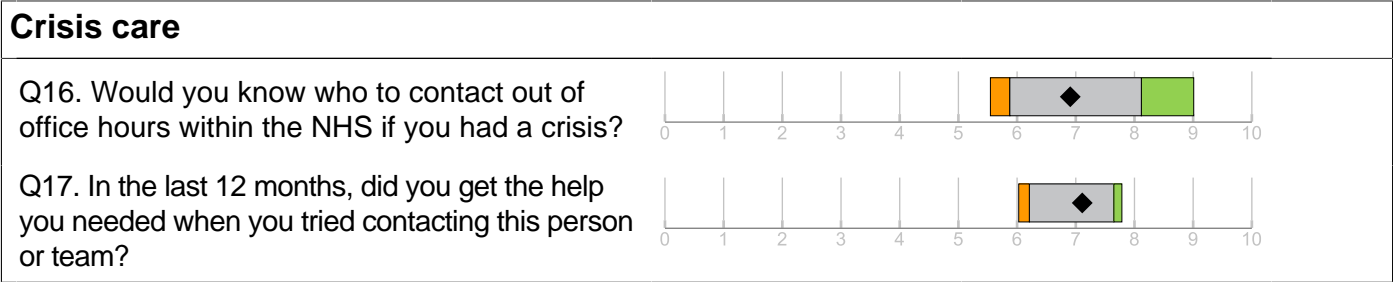 Crisis care
Q16. Would you know who to contact out of
office hours within the NHS if you had a crisis?
0 1 2 3 4 5 6 7 8 9 10
Q17. In the last 12 months, did you get the help
you needed when you tried contacting this person
or team?
0 1 2 3 4 5 6 7 8 9 10